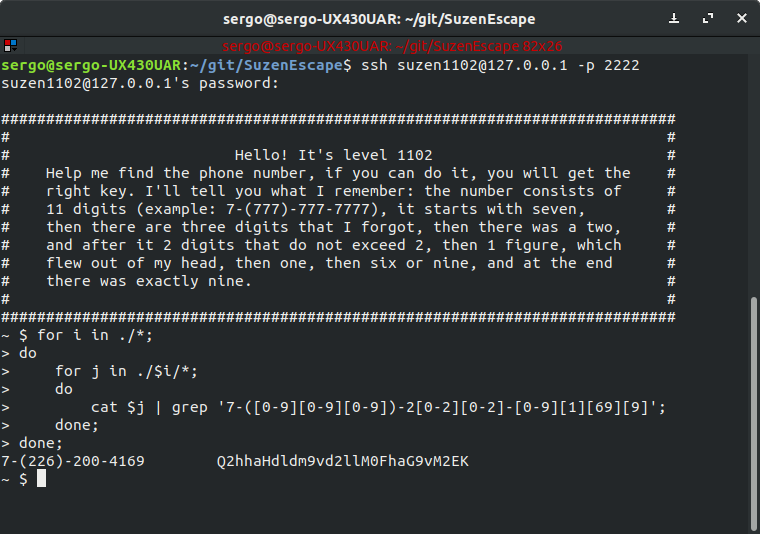 sergo@sergo-UX430UAR: ~/git/SuzenEscape
sergo@sergo-UX430UAR: ~/git/SuzenEscape 82x26
sergo@sergo-UX430UAR:~/git/SuzenEscape$ ssh suzen1102@127.0.0.1 -p 2222
suzen1102@127.0.0.1's password:
##########################################################################
#                                                                         #
#                         Hello! It's level 1102                          #
#    Help me find the phone number, if you can do it, you will get the    #
#    right key. I'll tell you what I remember: the number consists of     #
#    11 digits (example: 7-(777)-777-7777), it starts with seven,         #
#    then there are three digits that I forgot, then there was a two,     #
#    and after it 2 digits that do not exceed 2, then 1 figure, which     #
#    flew out of my head, then one, then six or nine, and at the end      #
#    there was exactly nine.                                              #
#                                                                         #
##########################################################################
~ $ for i in ./*;
> do
>     for j in ./$i/*;
>     do
>         cat $j | grep '7-([0-9][0-9][0-9])-2[0-2][0-2]-[0-9][1][69][9]';
>     done;
> done;
7-(226)-200-4169        Q2hhaHdldm9vd2llM0FhaG9vM2EK
~ $